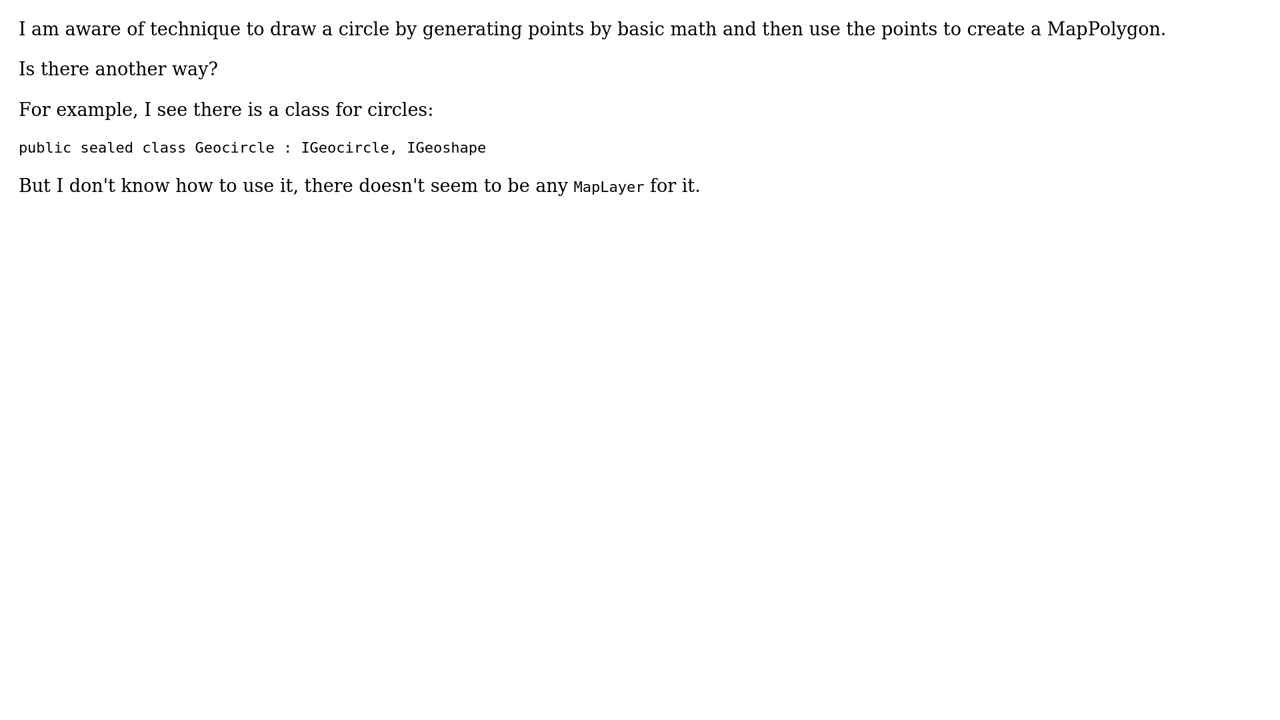 I am aware of technique to draw a circle by generating points by basic math and then use the points to create a MapPolygon.
Is there another way?
For example, I see there is a class for circles:
public sealed class Geocircle : IGeocircle, IGeoshape
But I don't know how to use it, there doesn't seem to be any MapLayer for it.